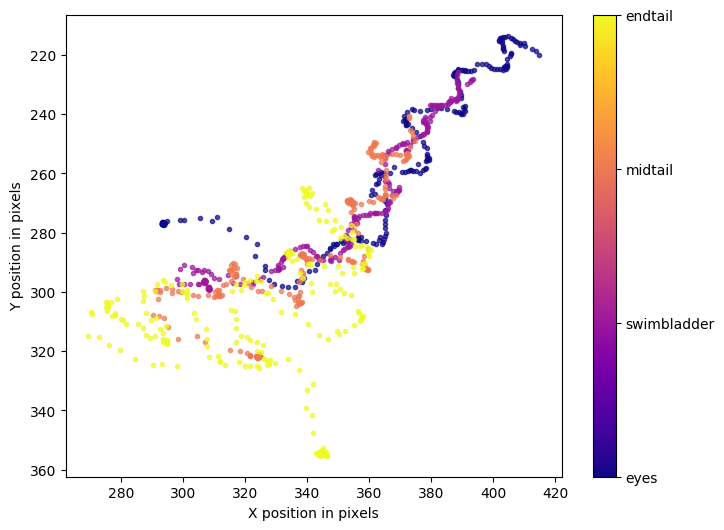 220
240
260
280
300
320
340
360
280
300
320
340
360
380
400
420
X position in pixels
Y position in pixels
endtail
midtail
swimbladder
eyes